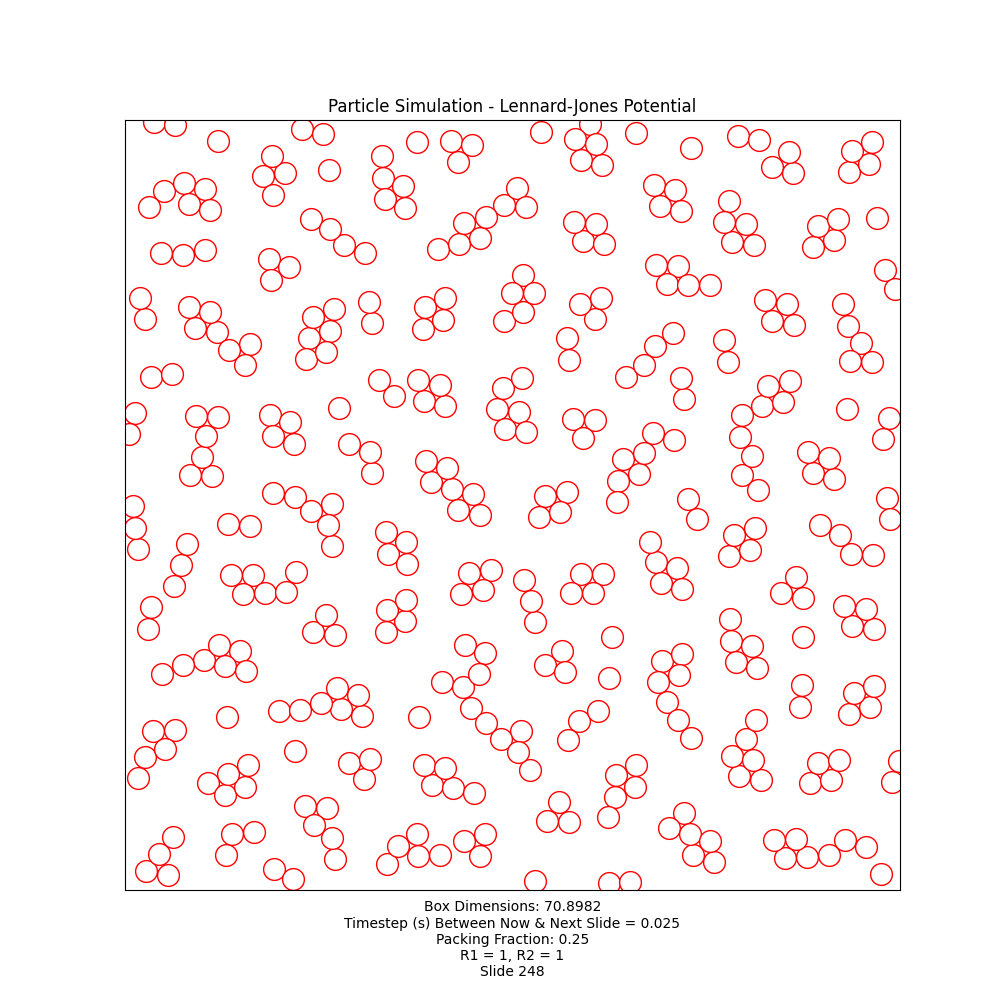 Particle Simulation - Lennard-Jones Potential
Box Dimensions: 70.8982
Timestep (s) Between Now & Next Slide = 0.025
Packing Fraction: 0.25
R1 = 1, R2 = 1
Slide 248